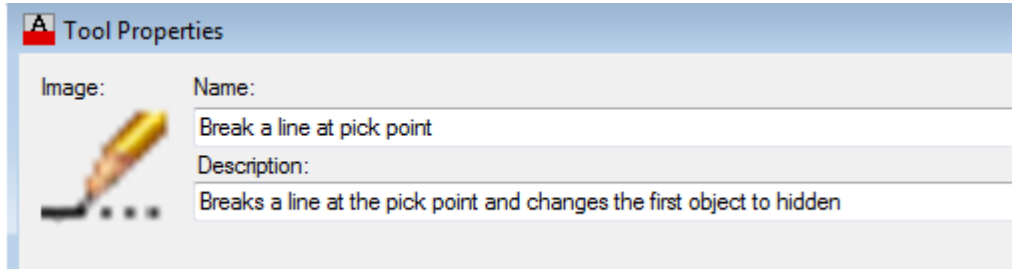 A Tool Properties
Image:
Name:
Break a line at pick point
Description:
Breaks a line at the pick point and changes the first object to hidden